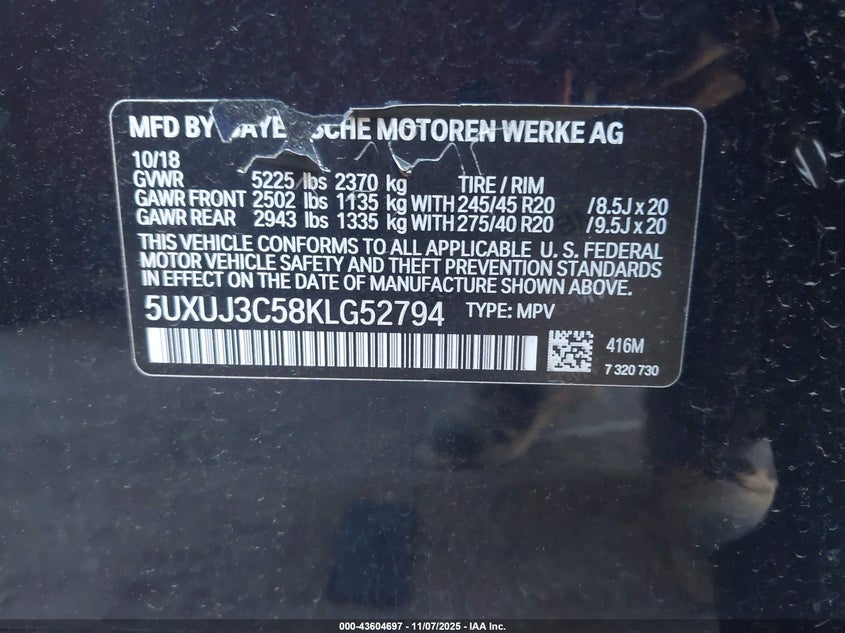 MFD BY BAYE SCHE MOTOREN WERKE AG
10/18
GVWR 5225 lbs 2370 kg TIRE / RIM
GAWR FRONT 2502 lbs 1135 kg WITH 245/45 R20 /8.5J x 20
GAWR REAR 2943 lbs 1335 kg WITH 275/40 R20 /9.5J x 20
THIS VEHICLE CONFORMS TO ALL APPLICABLE U. S. FEDERAL
MOTOR VEHICLE SAFETY AND THEFT PREVENTION STANDARDS
IN EFFECT ON THE DATE OF MANUFACTURE SHOWN ABOVE.
5UXUJ3C58KLG52794 TYPE: MPV
416M
7 320 730
000-43604697 - 11/07/2025 - IAA Inc.